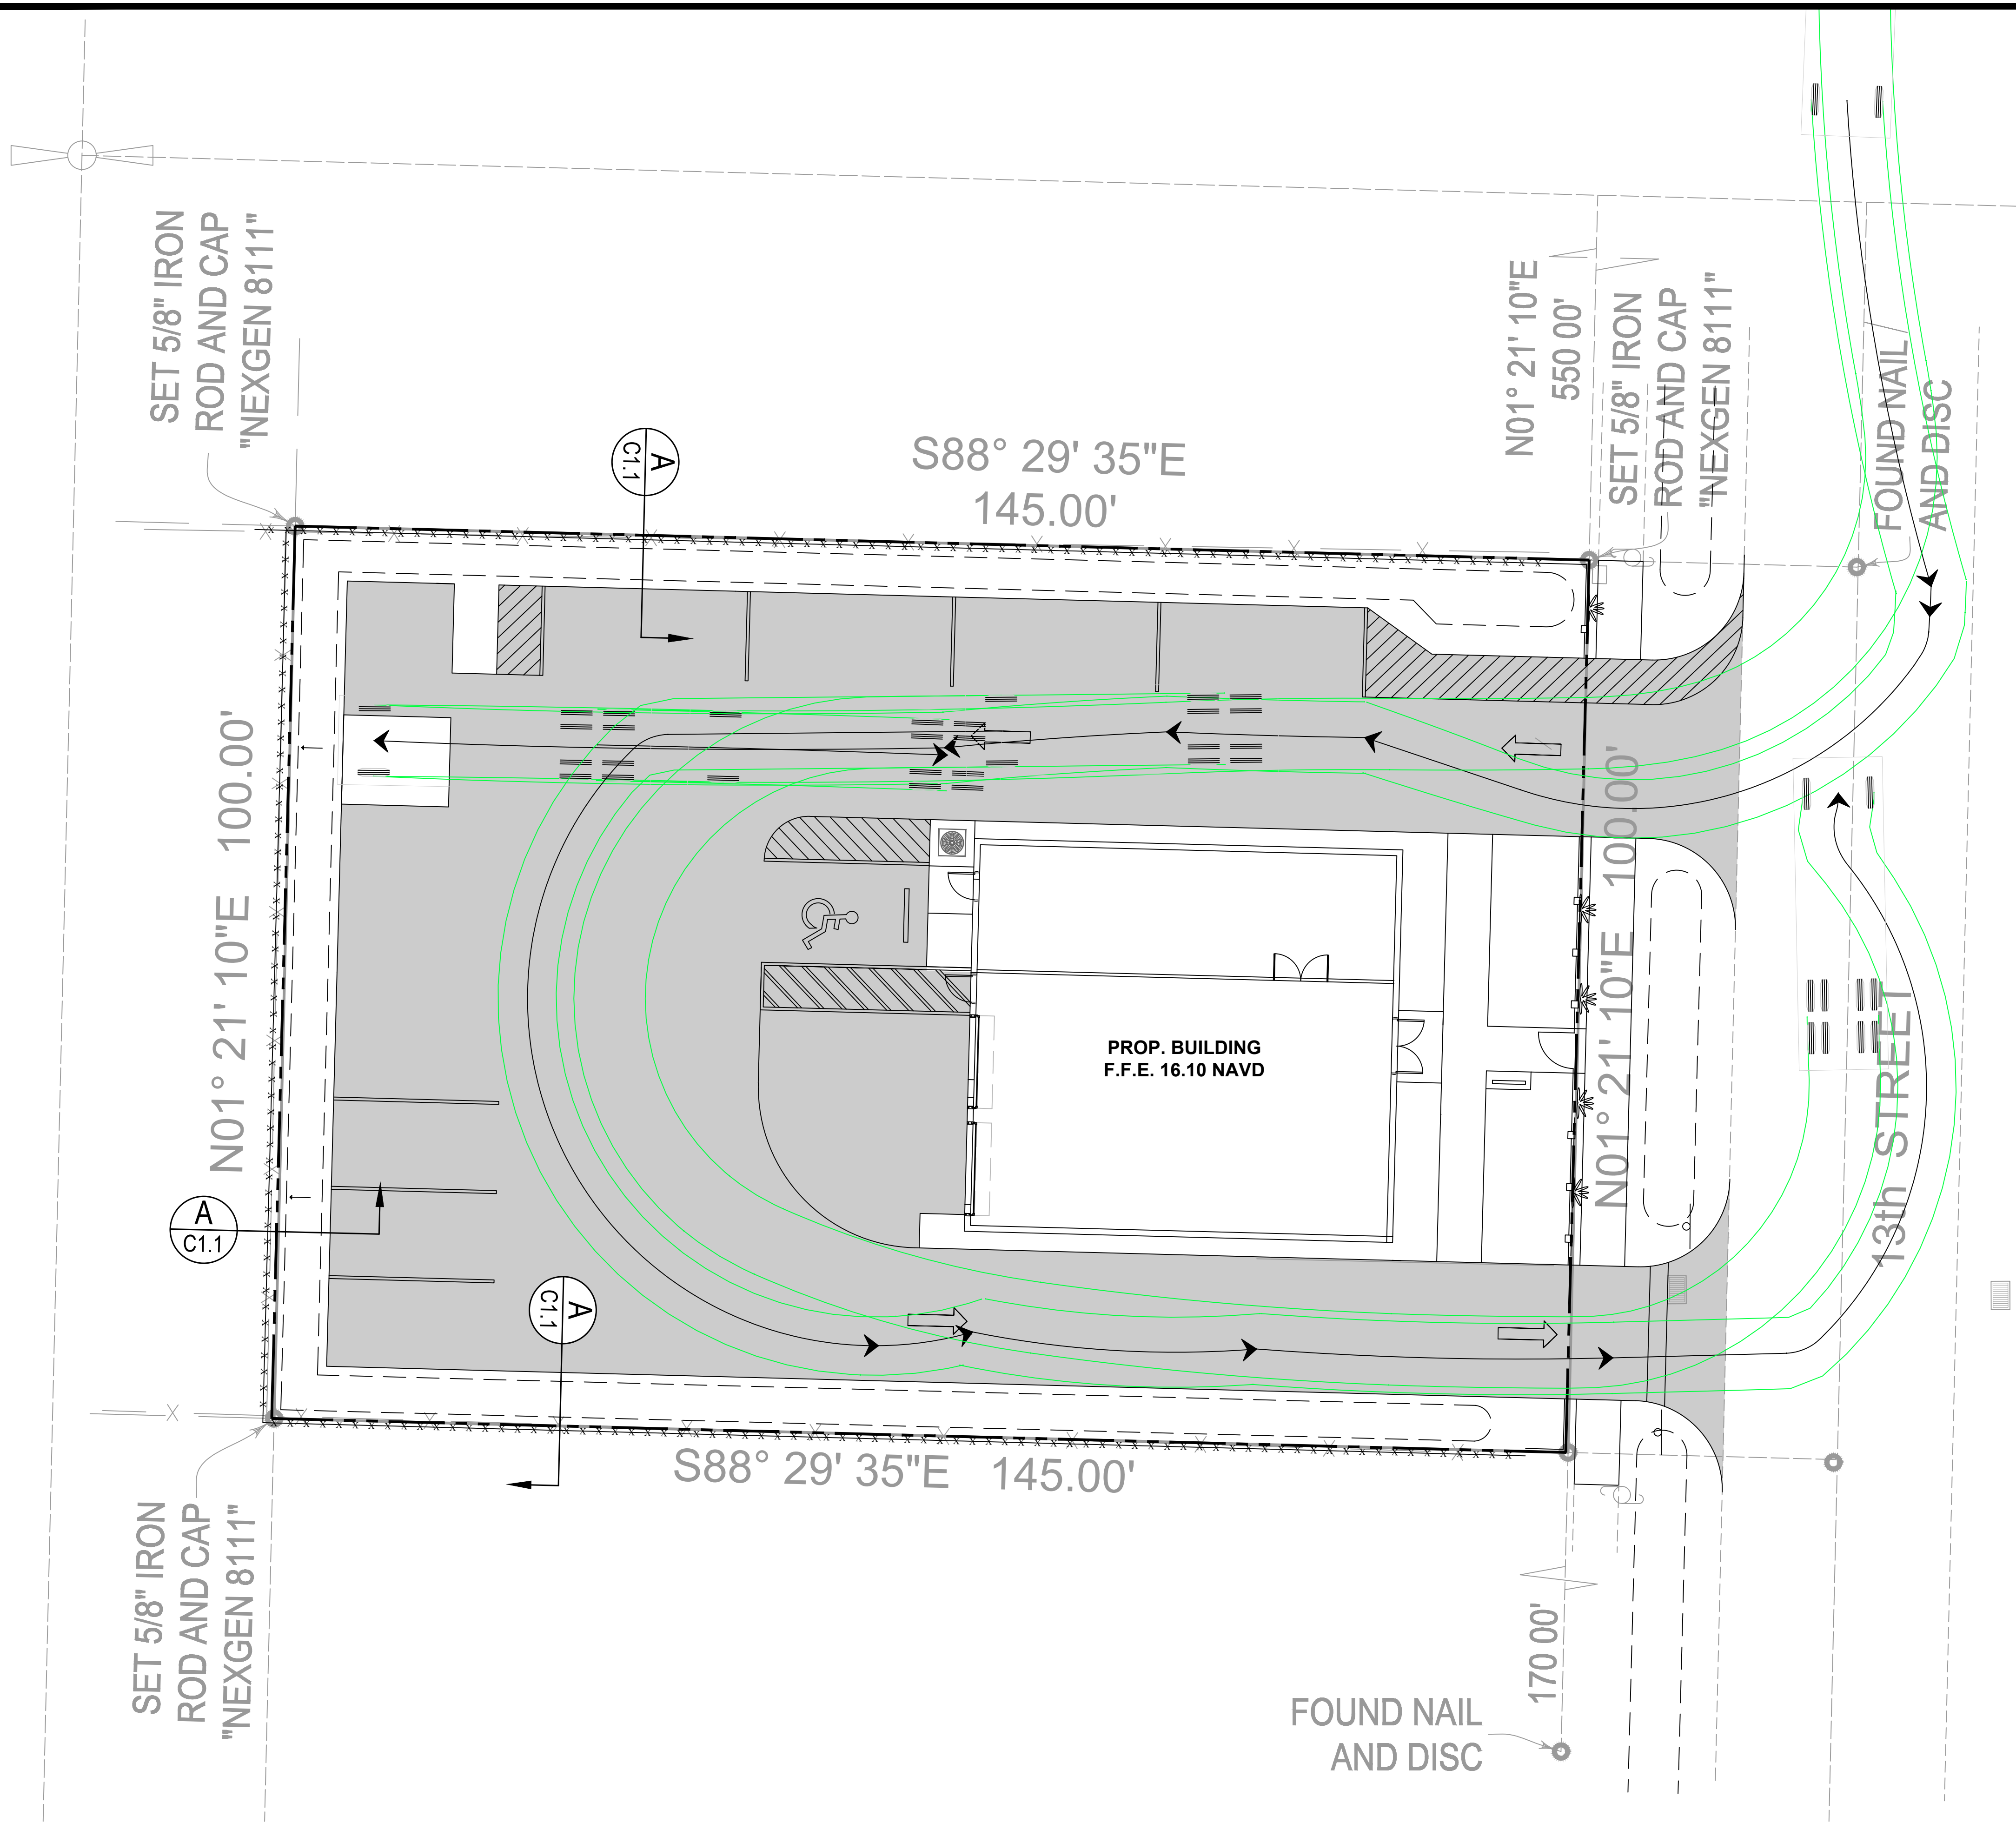 SET 5/8" IRON
ROD AND CAP
"NEXGEN 8111"
N01° 21' 10"E
550 00'
SET 5/8" IRON
ROD AND CAP
"NEXGEN 8111"
FOUND NAIL
AND DISC
A
C1.1
S88° 29' 35"E
145.00'
N01° 21' 10"E 100.00'
N01° 21' 10"E 100.00'
PROP. BUILDING
F.F.E. 16.10 NAVD
13th STREET
A
C1.1
A
C1.1
S88° 29' 35"E 145.00'
SET 5/8" IRON
ROD AND CAP
"NEXGEN 8111"
170 00'
FOUND NAIL
AND DISC